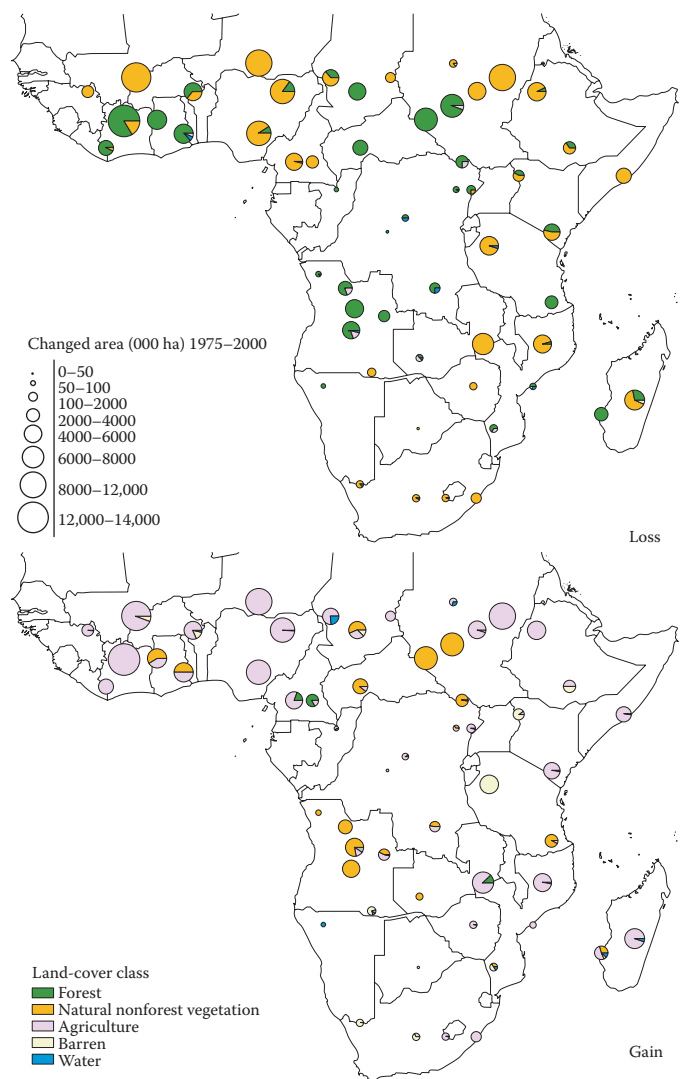 Changed area (000 ha) 1975–2000
0–50
50–100
100–2000
2000–4000
4000–6000
6000–8000
8000–12,000
12,000–14,000
Loss
Land-cover class
Forest
Natural nonforest vegetation
Agriculture
Barren
Water
Gain